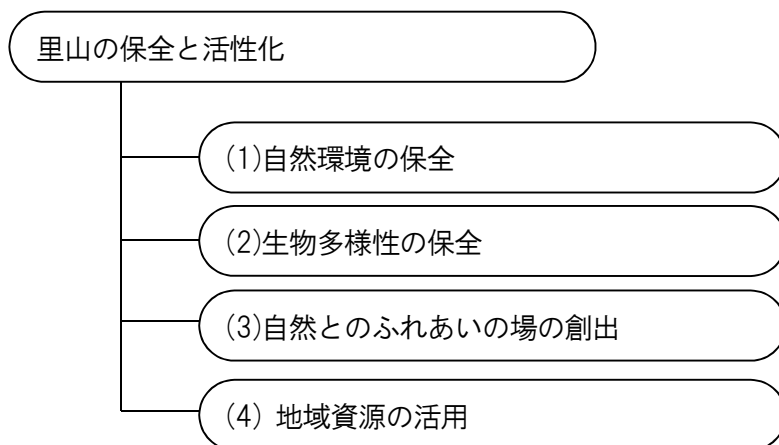 里山の保全と活性化
(1)自然環境の保全
(2)生物多様性の保全
(3)自然とのふれあいの場の創出
(4) 地域資源の活用